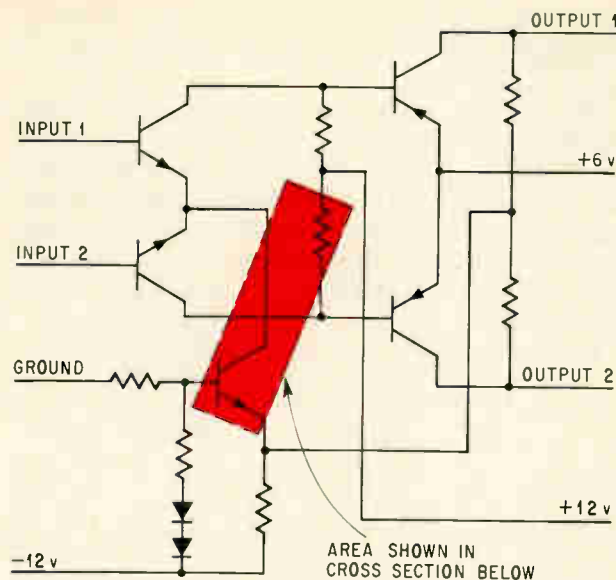 OUTPUT 1
INPUT 1
+6 v
INPUT 2
GROUND
OUTPUT 2
+12 v
-12 v
AREA SHOWN IN
CROSS SECTION BELOW